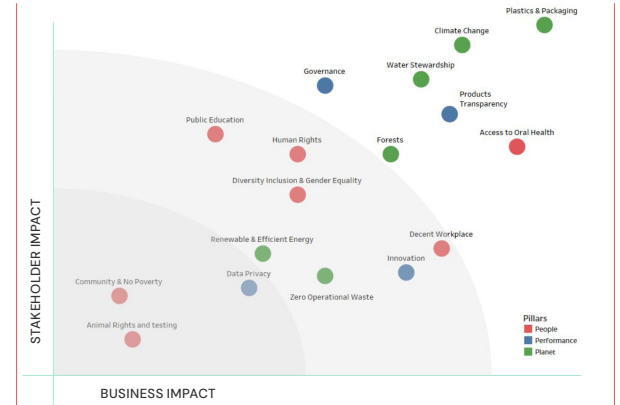 Plastics & Packaging
Climate Change
Water Stewardship
Governance
Products
Transparency
Public Education
Human Rights
Forests
Access to Oral Health
Diversity Inclusion & Gender Equality
Decent Workplace
Renewable & Efficient Energy
Innovation
Data Privacy
Community & No Poverty
Zero Operational Waste
Animal Rights and testing
Pillars
People
Performance
Planet
STAKEHOLDER IMPACT
BUSINESS IMPACT